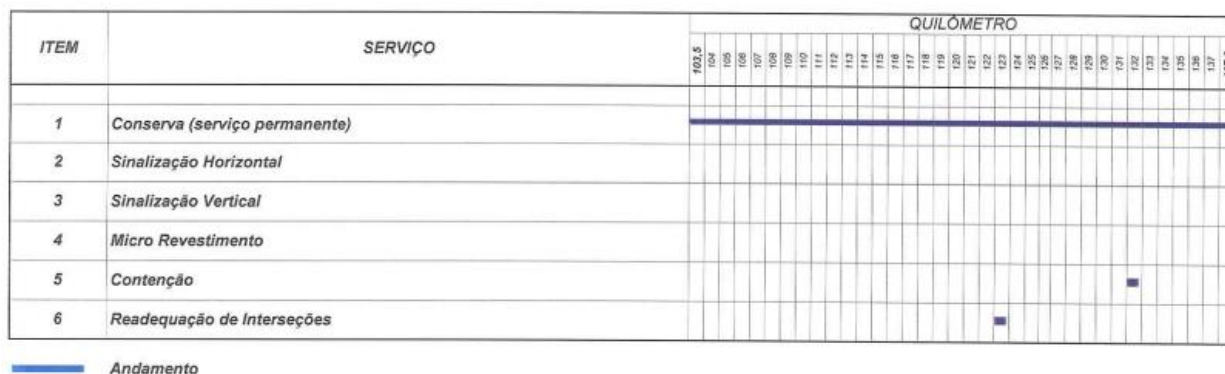 QUILÔMETRO
ITEM SERVIÇO 103,5 104 105 106 107 108 109 110 111 112 113 114 115 116 117 118 119 120 121 122 123 124 125 126 127 128 129 130 131 132 133 134 135 136 137
1 Conserva (serviço permanente)
2 Sinalização Horizontal
3 Sinalização Vertical
4 Micro Revestimento
5 Contenção
6 Readequação de Interseções
Andamento